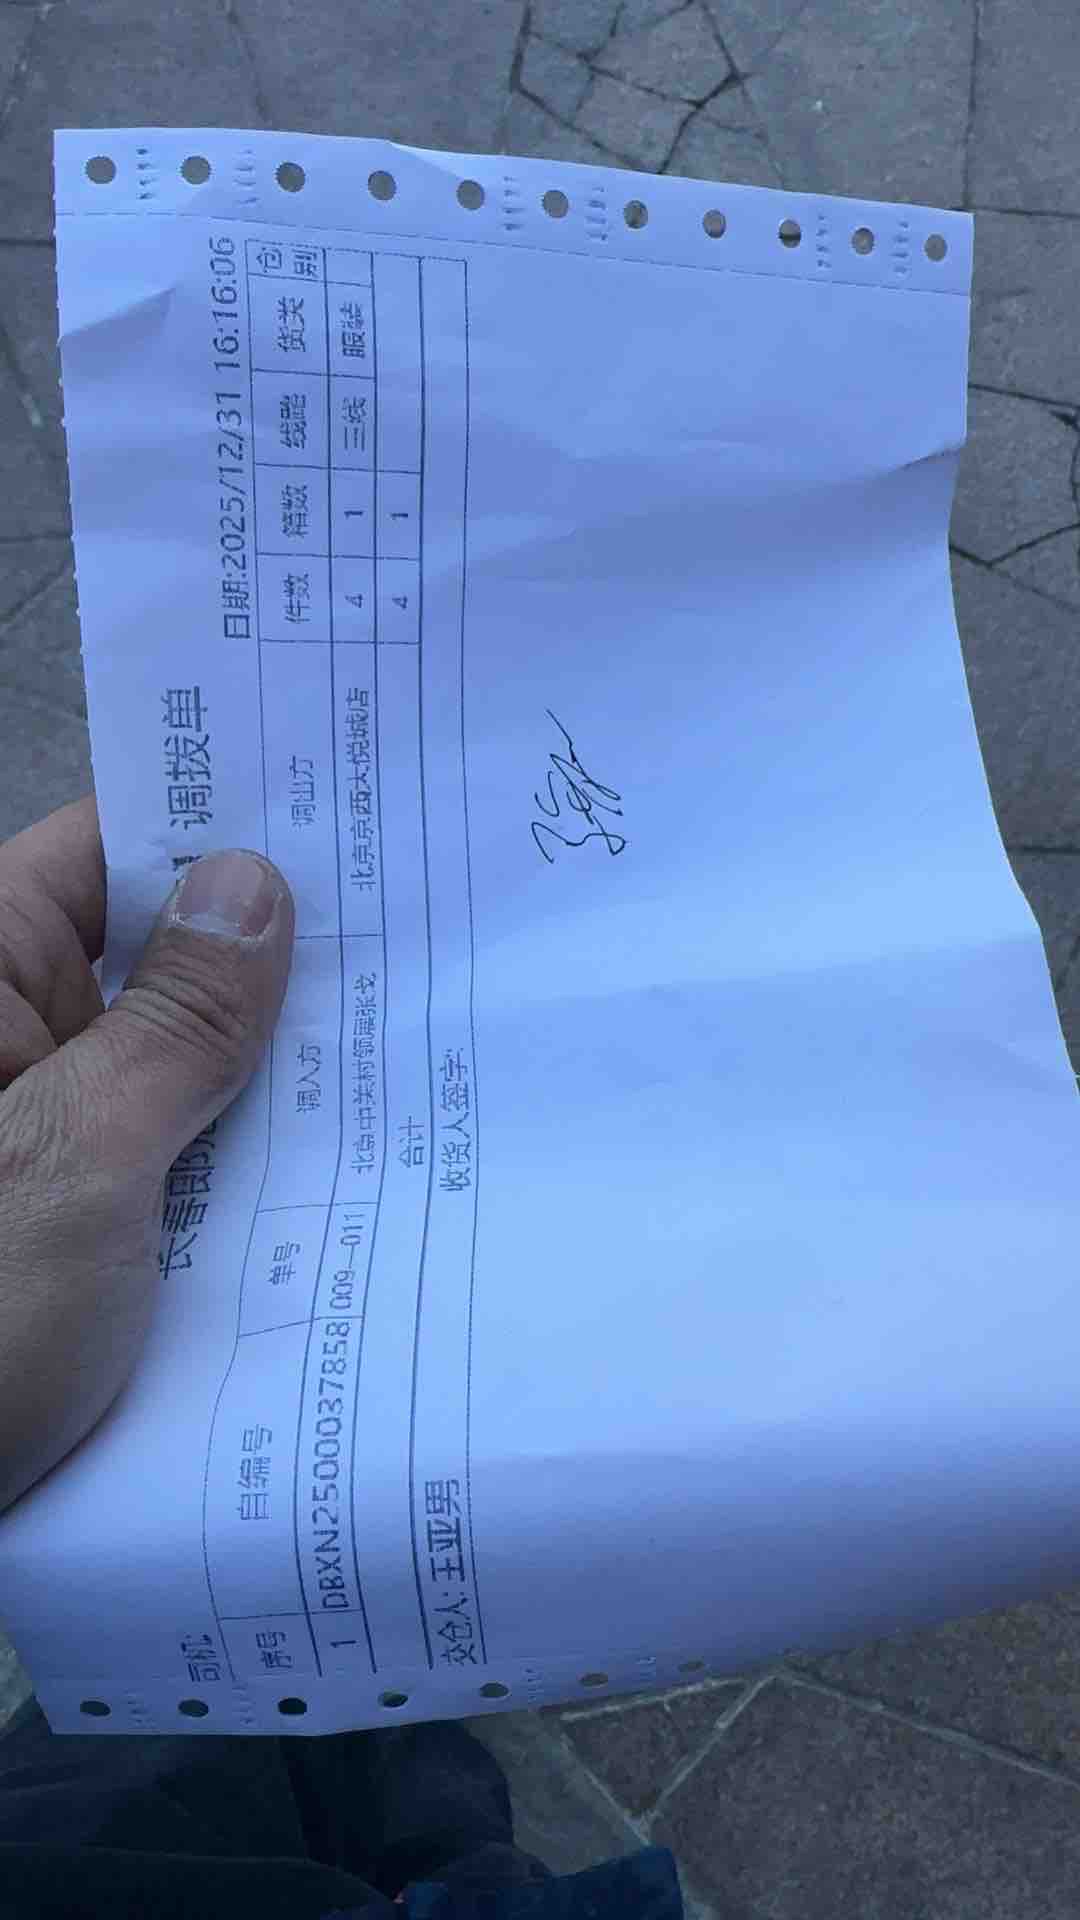 长春郎 调拨单
司机: 日期:2025/12/31 16:16:06
序号 自编号 单号 调入方 调出方 件数 箱数 线路 货类 仓别
1 DBXN250037858 009—011 北京中关村领展张戈 北京京西大悦城店 4 1 三线 服装
合计 4 1
交仓人: 王亚男 收货人签字: